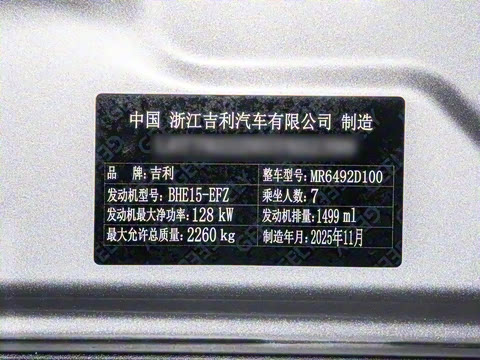 中国 浙江吉利汽车有限公司 制造
品 牌: 吉利 整车型号: MR6492D100
发动机型号: BHE15-EFZ 乘坐人数: 7
发动机最大净功率: 128 kW 发动机排量: 1499 ml
最大允许总质量: 2260 kg 制造年月: 2025年11月